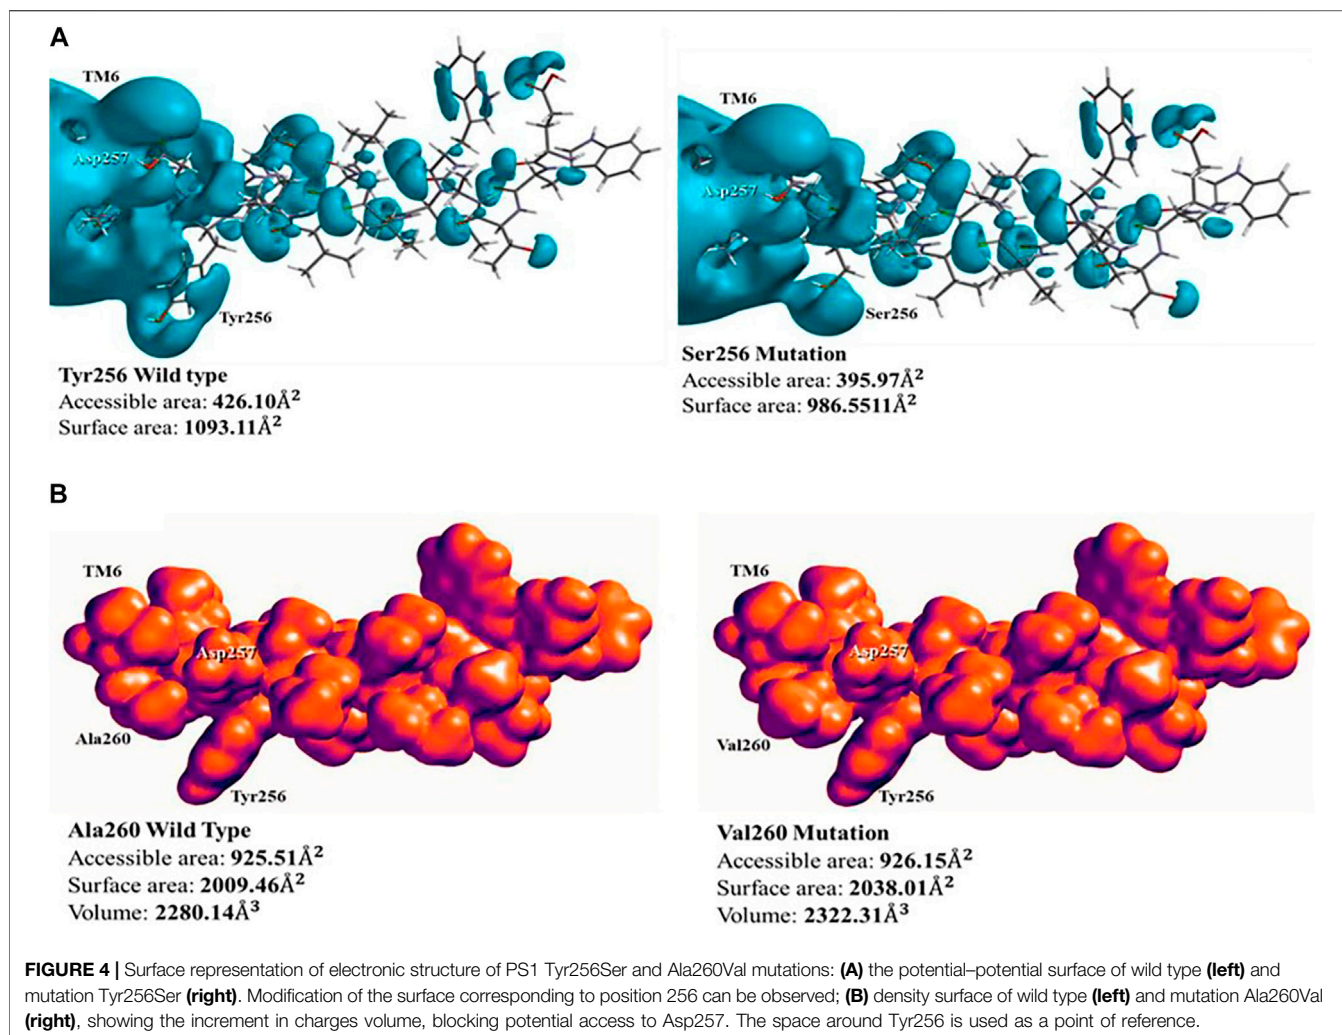 A
TM6
Asp257
Tyr256
Tyr256 Wild type
Accessible area: 426.10Å²
Surface area: 1093.11Å²
TM6
Asp257
Ser256
Ser256 Mutation
Accessible area: 395.97Å²
Surface area: 986.5511Å²
B
TM6
Asp257
Ala260
Tyr256
Ala260 Wild Type
Accessible area: 925.51Å²
Surface area: 2009.46Å²
Volume: 2280.14Å³
TM6
Asp257
Val260
Tyr256
Val260 Mutation
Accessible area: 926.15Å²
Surface area: 2038.01Å²
Volume: 2322.31Å³
FIGURE 4 | Surface representation of electronic structure of PS1 Tyr256Ser and Ala260Val mutations: (A) the potential–potential surface of wild type (left) and
mutation Tyr256Ser (right). Modification of the surface corresponding to position 256 can be observed; (B) density surface of wild type (left) and mutation Ala260Val
(right), showing the increment in charges volume, blocking potential access to Asp257. The space around Tyr256 is used as a point of reference.